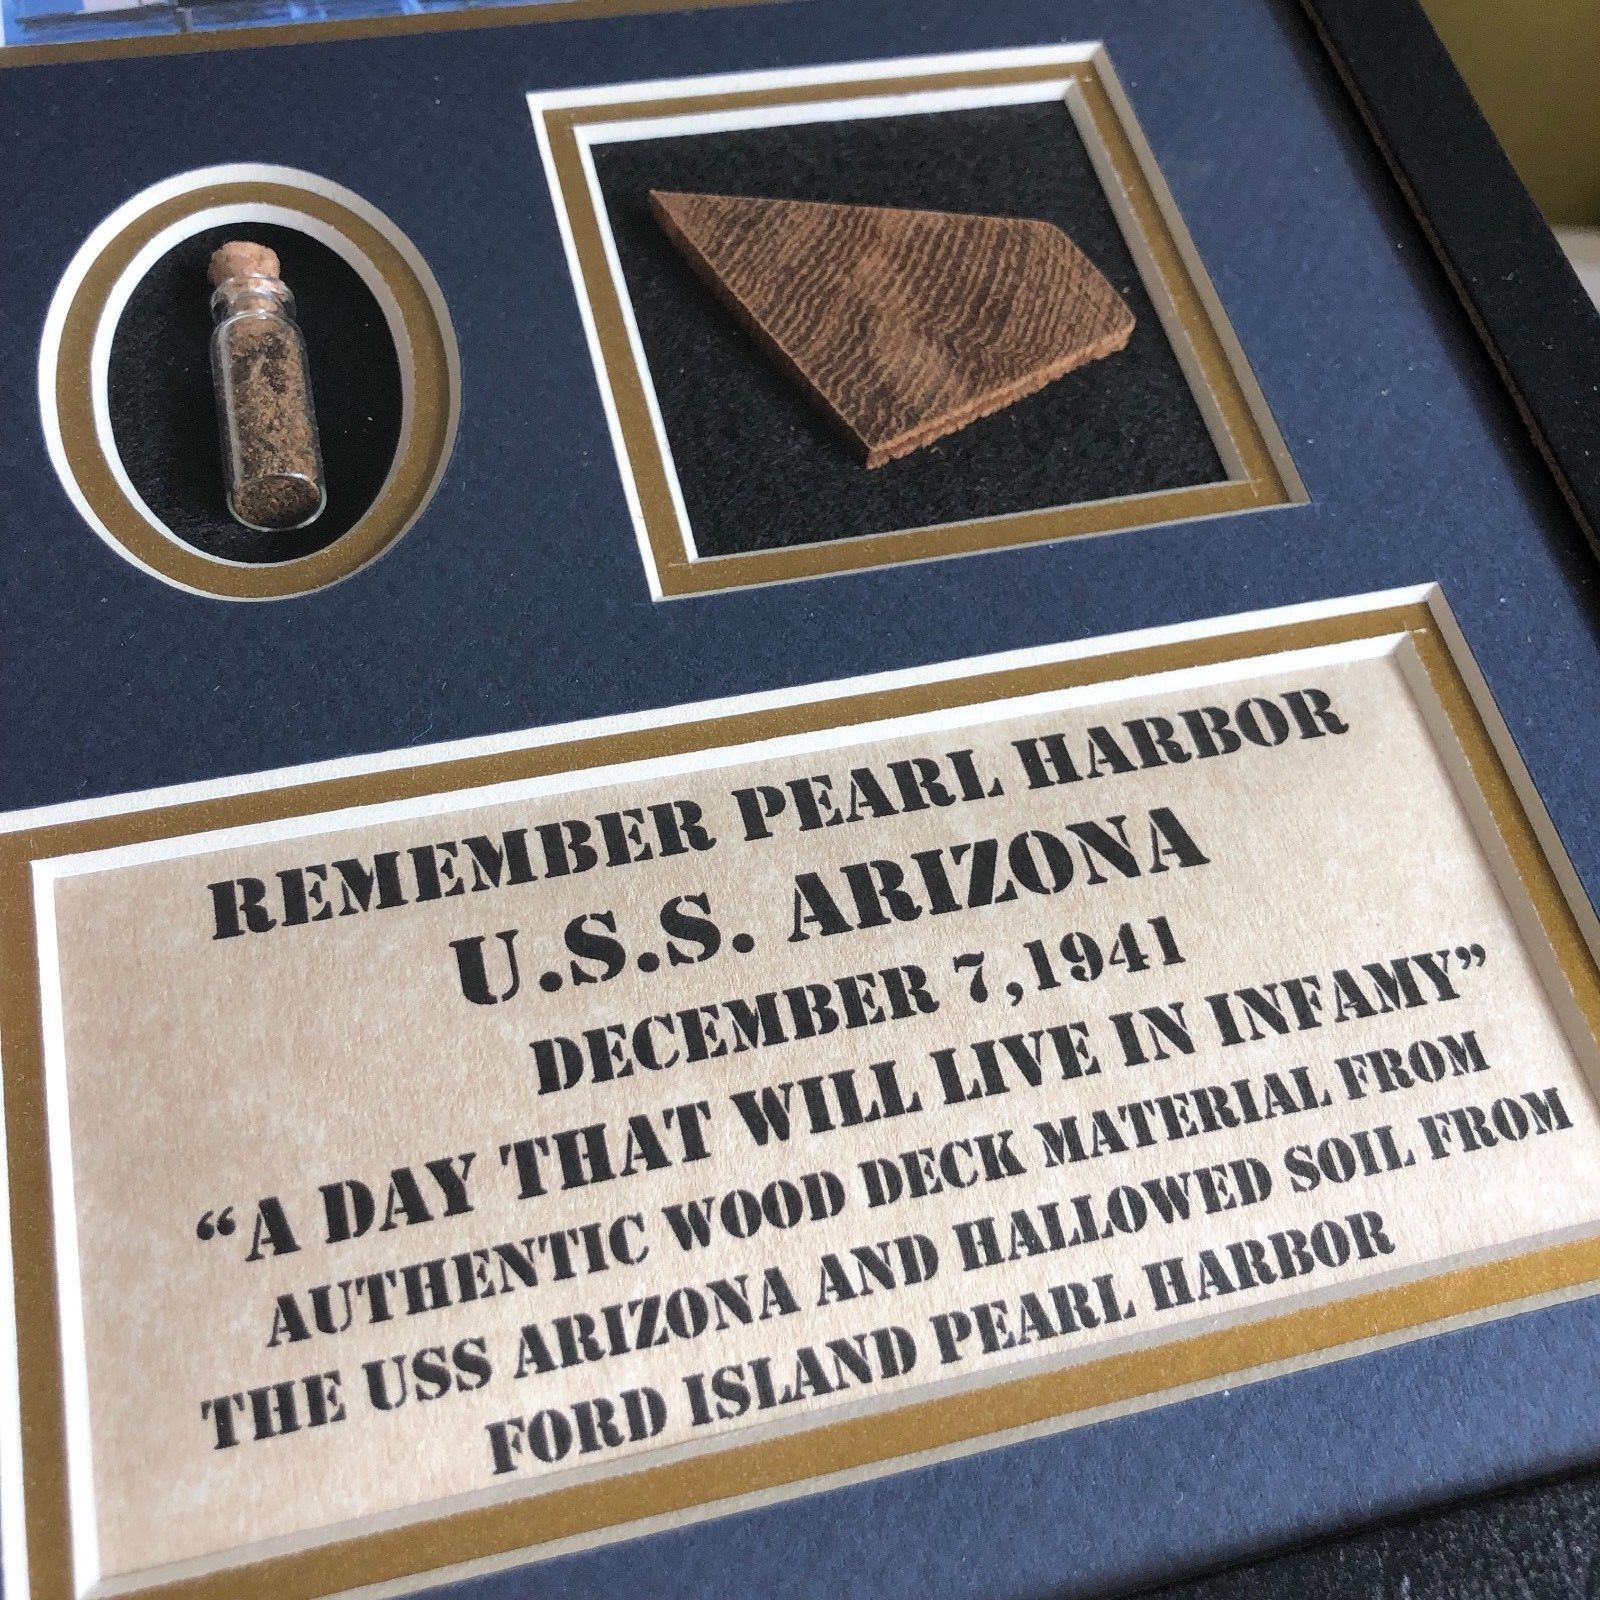 REMEMBER PEARL HARBOR
U.S.S. ARIZONA
DECEMBER 7,1941
“A DAY THAT WILL LIVE IN INFAMY”
AUTHENTIC WOOD DECK MATERIAL FROM
THE USS ARIZONA AND HALLOWED SOIL FROM
FORD ISLAND PEARL HARBOR